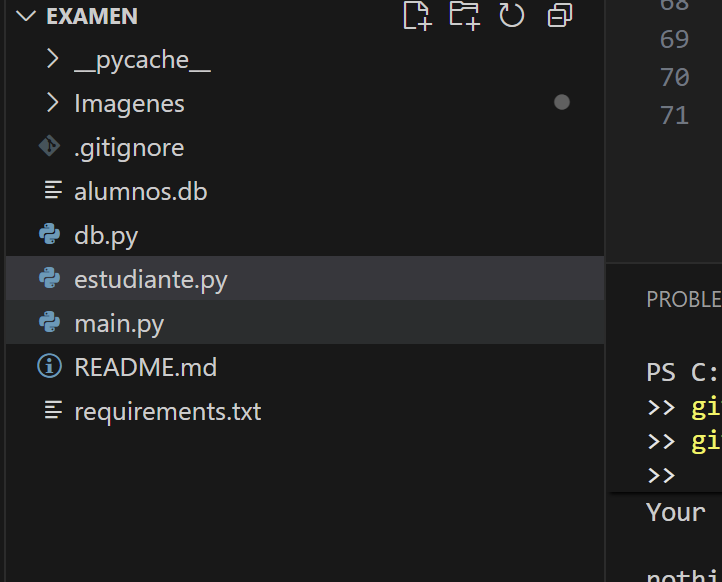 EXAMEN
__pycache__
Imagenes
.gitignore
alumnos.db
db.py
estudiante.py
main.py
README.md
requirements.txt
68
69
70
71
PROBLE
PS C:
>> gi
>> gi
>>
Your
nothi